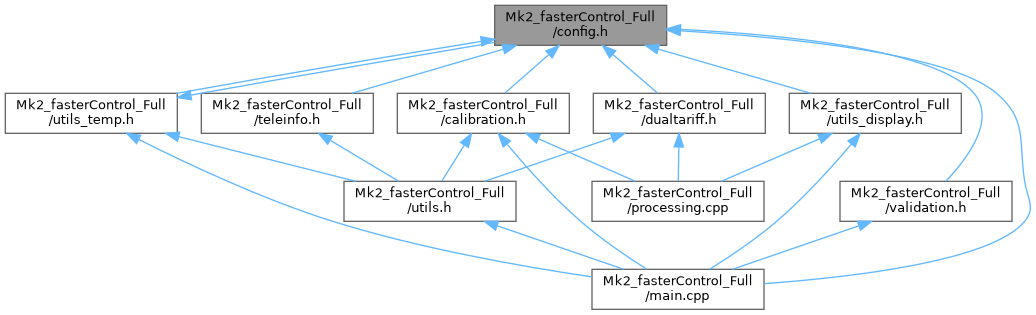 Mk2_fasterControl_Full
/config.h
Mk2_fasterControl_Full
/utils_temp.h
Mk2_fasterControl_Full
/teleinfo.h
Mk2_fasterControl_Full
/calibration.h
Mk2_fasterControl_Full
/dualtariff.h
Mk2_fasterControl_Full
/utils_display.h
Mk2_fasterControl_Full
/utils.h
Mk2_fasterControl_Full
/processing.cpp
Mk2_fasterControl_Full
/validation.h
Mk2_fasterControl_Full
/main.cpp